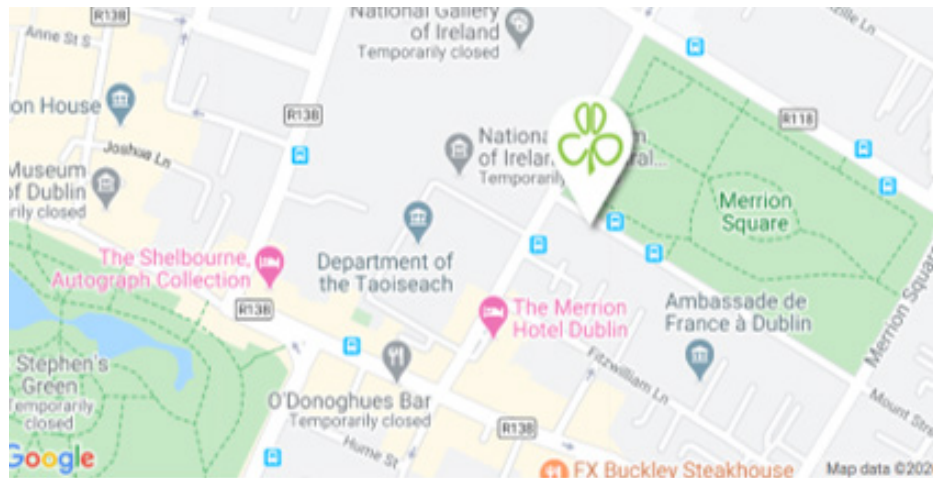 R138
National Gallery
of Ireland
Temporarily closed
Anne St S
on House
R138
R118
Joshua Ln
Museum
of Dublin
rily closed
of
Temporarily
Merrion
Square
The Shelbourne,
Autograph Collection
Department of
the Taoiseach
R138
The Merrion
Hotel Dublin
Ambassade de
France à Dublin
Merrion Square
Stephen's
Green
Temporarily
closed
O'Donoghues Bar
Temporarily closed
Fitzwilliam Ln
Mount Stre
R138
Hume St
Google
FX Buckley Steakhouse
Map data ©202